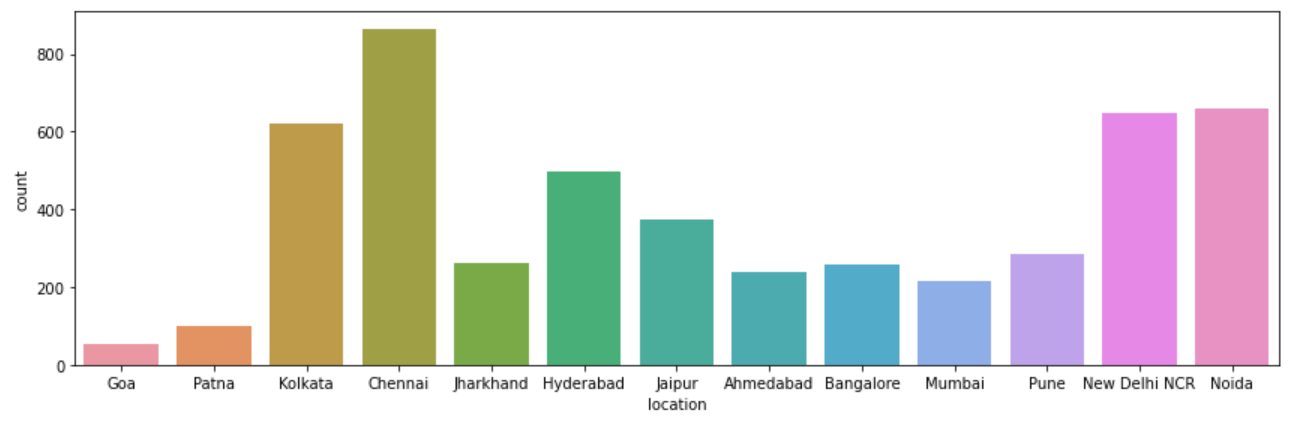 800
600
400
200
0
count
Goa Patna Kolkata Chennai Jharkhand Hyderabad Jaipur Ahmedabad Bangalore Mumbai Pune New Delhi NCR Noida
location